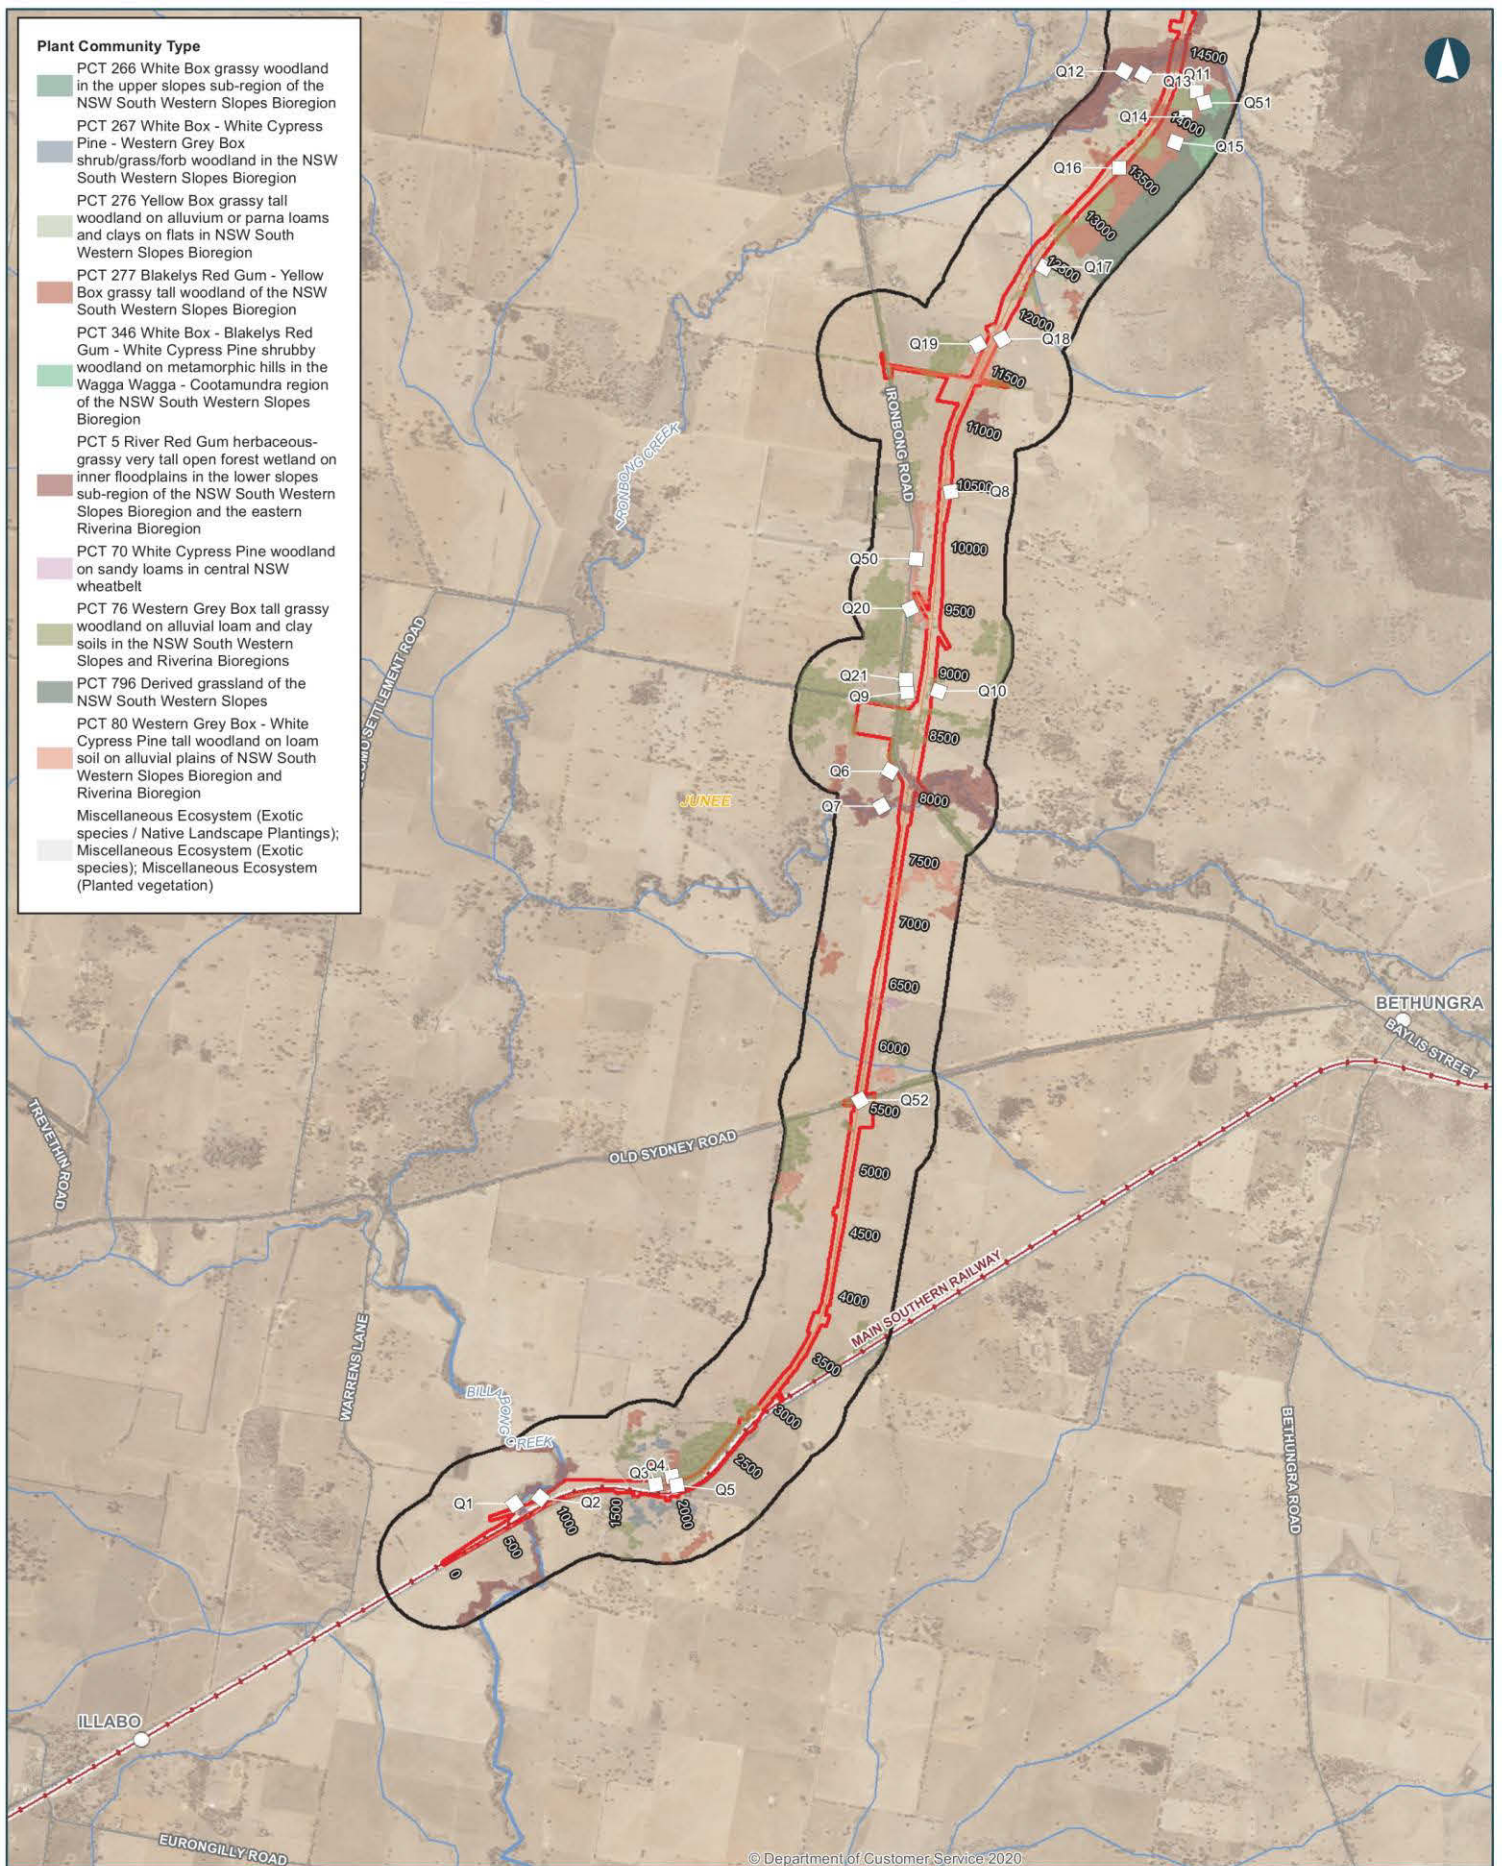 Plant Community Type
PCT 266 White Box grassy woodland
in the upper slopes sub-region of the
NSW South Western Slopes Bioregion
PCT 267 White Box - White Cypress
Pine - Western Grey Box
shrub/grass/forb woodland in the NSW
South Western Slopes Bioregion
PCT 276 Yellow Box grassy tall
woodland on alluvium or parna loams
and clays on flats in NSW South
Western Slopes Bioregion
PCT 277 Blakelys Red Gum - Yellow
Box grassy tall woodland of the NSW
South Western Slopes Bioregion
PCT 346 White Box - Blakelys Red
Gum - White Cypress Pine shrubby
woodland on metamorphic hills in the
Wagga Wagga - Cootamundra region
of the NSW South Western Slopes
Bioregion
PCT 5 River Red Gum herbaceous-
grassy very tall open forest wetland on
inner floodplains in the lower slopes
sub-region of the NSW South Western
Slopes Bioregion and the eastern
Riverina Bioregion
PCT 70 White Cypress Pine woodland
on sandy loams in central NSW
wheatbelt
PCT 76 Western Grey Box tall grassy
woodland on alluvial loam and clay
soils in the NSW South Western
Slopes and Riverina Bioregions
PCT 796 Derived grassland of the
NSW South Western Slopes
PCT 80 Western Grey Box - White
Cypress Pine tall woodland on loam
soil on alluvial plains of NSW South
Western Slopes Bioregion and
Riverina Bioregion
Miscellaneous Ecosystem (Exotic
species / Native Landscape Plantings);
Miscellaneous Ecosystem (Exotic
species); Miscellaneous Ecosystem
(Planted vegetation)
14500
Q12
Q11
Q13
Q51
Q14
14000
Q15
Q16
13500
13000
Q17
12500
12000
Q18
Q19
11500
IRONBONG ROAD
11000
IRONBONG CREEK
10500
Q8
10000
Q50
Q20
9500
Q21
9000
Q9
Q10
8500
Q6
8000
Q7
JUNEE
SETTLEMENT ROAD
7500
7000
6500
BETHUNGRA
BAYLIS STREET
6000
Q52
5500
TREVETHIN ROAD
OLD SYDNEY ROAD
5000
4500
4000
MAIN SOUTHERN RAILWAY
3500
WARRENS LANE
BILLABONG CREEK
3000
BETHUNGRA ROAD
2500
Q4
Q3
Q5
Q1
Q2
2000
1500
1000
500
0
ILLABO
EURONGILLY ROAD
© Department of Customer Service 2020